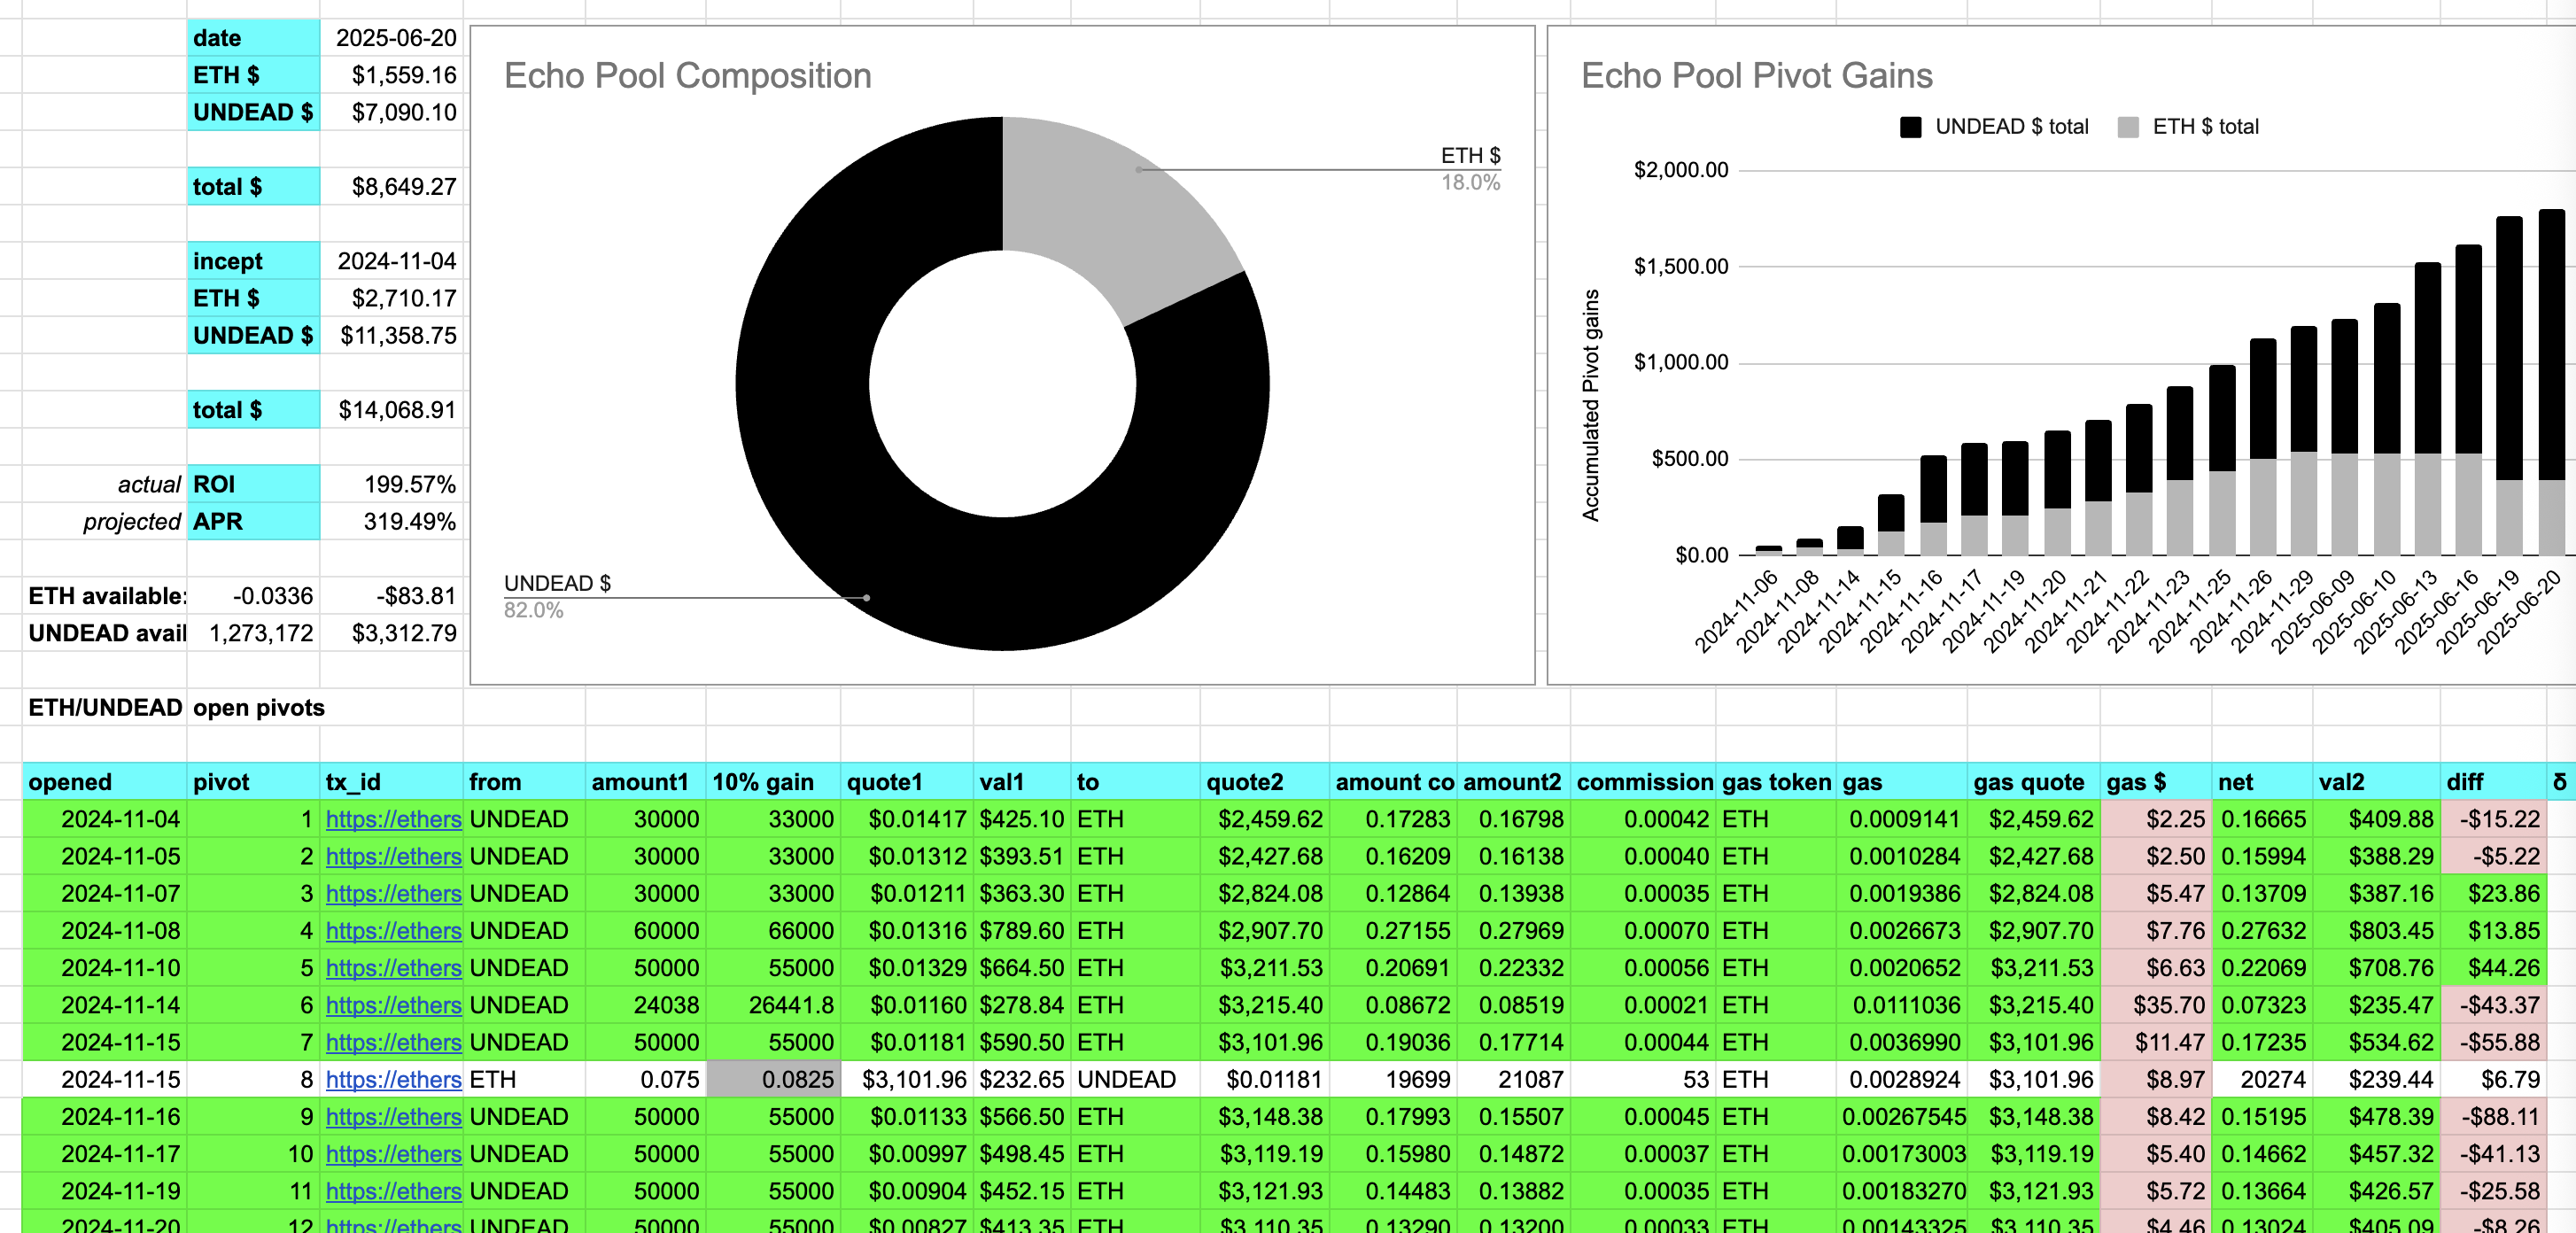 date 2025-06-20
ETH $ $1,559.16
UNDEAD $ $7,090.10
total $ $8,649.27
incept 2024-11-04
ETH $ $2,710.17
UNDEAD $ $11,358.75
total $ $14,068.91
actual ROI 199.57%
projected APR 319.49%
ETH available: -0.0336 -$83.81
UNDEAD avail 1,273,172 $3,312.79
Echo Pool Composition
ETH $
18.0%
UNDEAD $
82.0%
Echo Pool Pivot Gains
UNDEAD $ total ETH $ total
Accumulated Pivot gains
$2,000.00
$1,500.00
$1,000.00
$500.00
$0.00
2024-11-06
2024-11-08
2024-11-14
2024-11-15
2024-11-16
2024-11-17
2024-11-19
2024-11-20
2024-11-21
2024-11-22
2024-11-23
2024-11-25
2024-11-26
2024-11-29
2025-06-09
2025-06-10
2025-06-13
2025-06-16
2025-06-19
2025-06-20
ETH/UNDEAD open pivots
opened pivot tx_id from amount1 10% gain quote1 val1 to quote2 amount co amount2 commission gas token gas gas quote gas $ net val2 diff δ
2024-11-04 1 https://ethers UNDEAD 30000 33000 $0.01417 $425.10 ETH $2,459.62 0.17283 0.16798 0.00042 ETH 0.0009141 $2,459.62 $2.25 0.16665 $409.88 -$15.22
2024-11-05 2 https://ethers UNDEAD 30000 33000 $0.01312 $393.51 ETH $2,427.68 0.16209 0.16138 0.00040 ETH 0.0010284 $2,427.68 $2.50 0.15994 $388.29 -$5.22
2024-11-07 3 https://ethers UNDEAD 30000 33000 $0.01211 $363.30 ETH $2,824.08 0.12864 0.13938 0.00035 ETH 0.0019386 $2,824.08 $5.47 0.13709 $387.16 $23.86
2024-11-08 4 https://ethers UNDEAD 60000 66000 $0.01316 $789.60 ETH $2,907.70 0.27155 0.27969 0.00070 ETH 0.0026673 $2,907.70 $7.76 0.27632 $803.45 $13.85
2024-11-10 5 https://ethers UNDEAD 50000 55000 $0.01329 $664.50 ETH $3,211.53 0.20691 0.22332 0.00056 ETH 0.0020652 $3,211.53 $6.63 0.22069 $708.76 $44.26
2024-11-14 6 https://ethers UNDEAD 24038 26441.8 $0.01160 $278.84 ETH $3,215.40 0.08672 0.08519 0.00021 ETH 0.0111036 $3,215.40 $35.70 0.07323 $235.47 -$43.37
2024-11-15 7 https://ethers UNDEAD 50000 55000 $0.01181 $590.50 ETH $3,101.96 0.19036 0.17714 0.00044 ETH 0.0036990 $3,101.96 $11.47 0.17235 $534.62 -$55.88
2024-11-15 8 https://ethers ETH 0.075 0.0825 $3,101.96 $232.65 UNDEAD $0.01181 19699 21087 53 ETH 0.0028924 $3,101.96 $8.97 20274 $239.44 $6.79
2024-11-16 9 https://ethers UNDEAD 50000 55000 $0.01133 $566.50 ETH $3,148.38 0.17993 0.15507 0.00045 ETH 0.00267545 $3,148.38 $8.42 0.15195 $478.39 -$88.11
2024-11-17 10 https://ethers UNDEAD 50000 55000 $0.00997 $498.45 ETH $3,119.19 0.15980 0.14872 0.00037 ETH 0.00173003 $3,119.19 $5.40 0.14662 $457.32 -$41.13
2024-11-19 11 https://ethers UNDEAD 50000 55000 $0.00904 $452.15 ETH $3,121.93 0.14483 0.13882 0.00035 ETH 0.00183270 $3,121.93 $5.72 0.13664 $426.57 -$25.58
2024-11-20 12 https://ethers UNDEAD 50000 55000 $0.00827 $413.35 ETH $3,110.35 0.13290 0.13200 0.00033 ETH 0.00143325 $3,110.35 $4.46 0.13024 $405.09 -$8.26